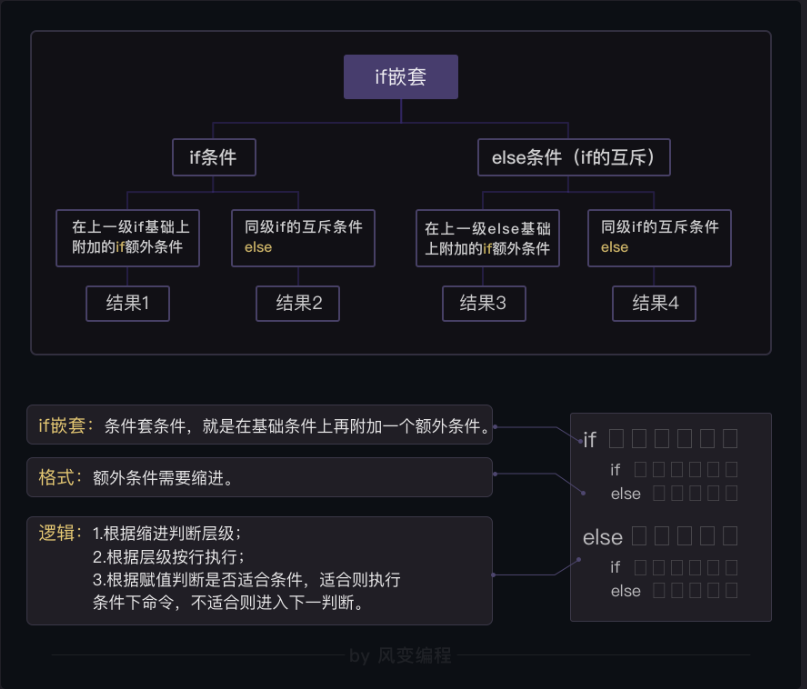 if嵌套
if条件
else条件（if的互斥）
在上一级if基础上
附加的if额外条件
同级if的互斥条件
else
在上一级else基础
上附加的if额外条件
同级if的互斥条件
else
结果1
结果2
结果3
结果4
if嵌套：条件套条件，就是在基础条件上再附加一个额外条件。
格式：额外条件需要缩进。
逻辑：1.根据缩进判断层级；
2.根据层级按行执行；
3.根据赋值判断是否适合条件，适合则执行
条件下命令，不适合则进入下一判断。
if □ □ □ □ □ □
if □ □ □ □ □ □
else □ □ □ □ □
else □ □ □ □ □
if □ □ □ □ □ □
else □ □ □ □ □
by 风变编程